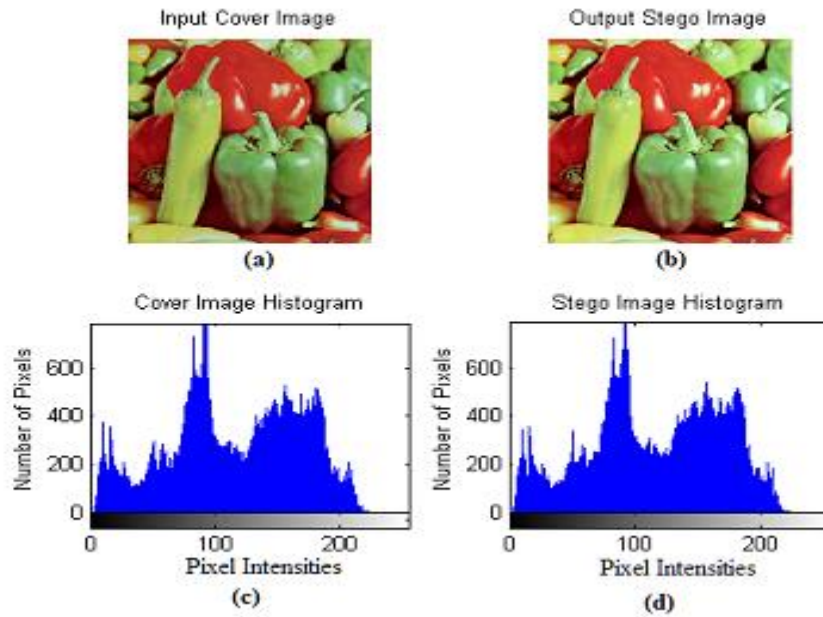 Input Cover Image
Output Stego Image
(a)
(b)
Cover Image Histogram
Number of Pixels
600
400
200
0
0 100 200
Pixel Intensities
(c)
Stego Image Histogram
Number of Pixels
600
400
200
0
0 100 200
Pixel Intensities
(d)